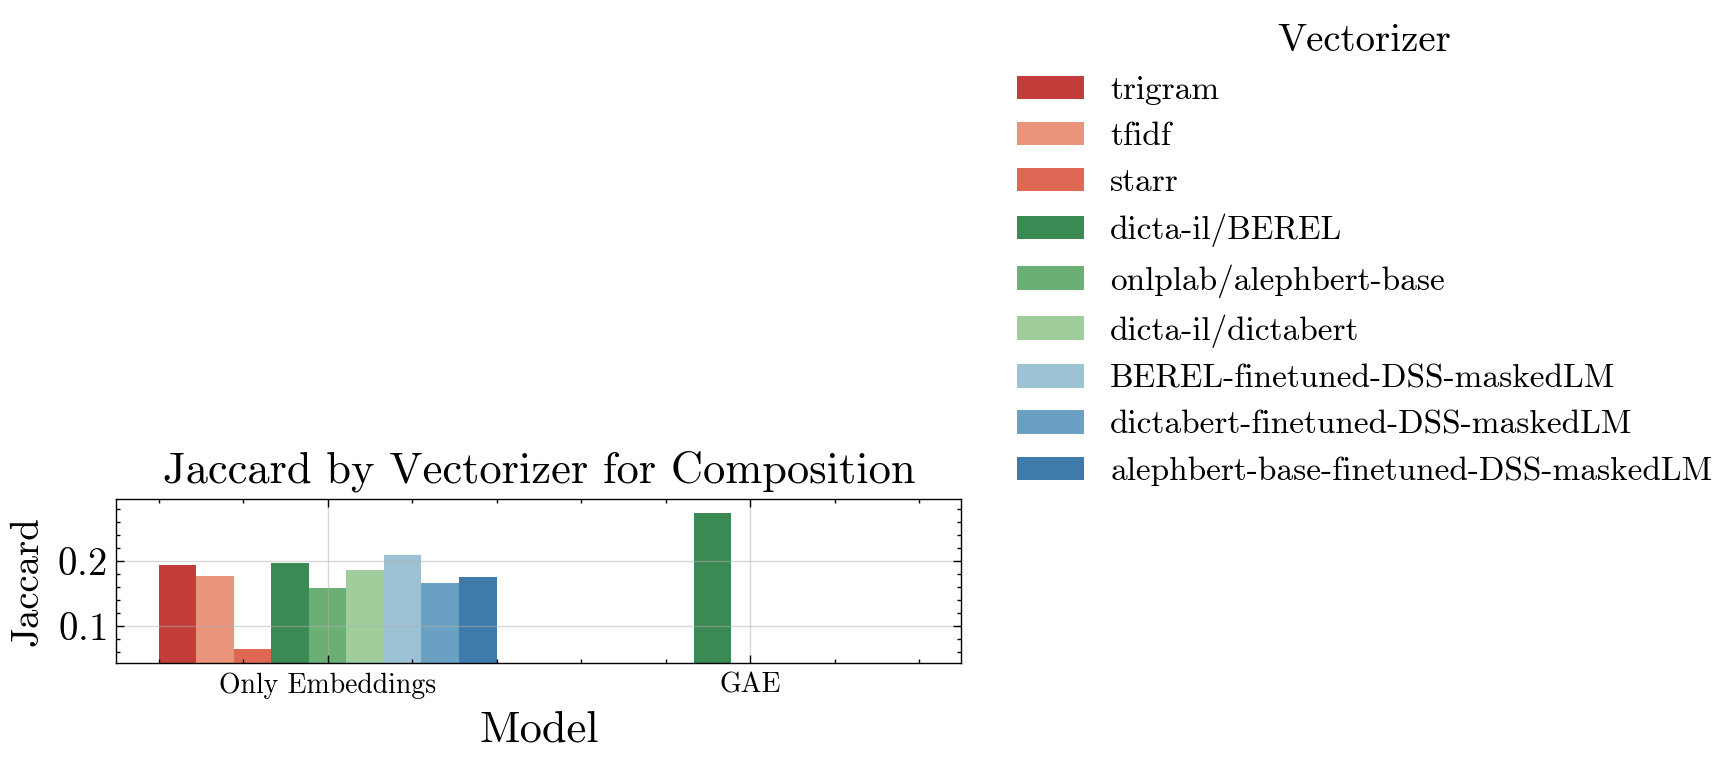 Vectorizer
trigram
tfidf
starr
dicta-il/BEREL
onlplab/alephbert-base
dicta-il/dictabert
BEREL-finetuned-DSS-maskedLM
dictabert-finetuned-DSS-maskedLM
alephbert-base-finetuned-DSS-maskedLM
Jaccard by Vectorizer for Composition
Jaccard
0.2
0.1
Only Embeddings
GAE
Model